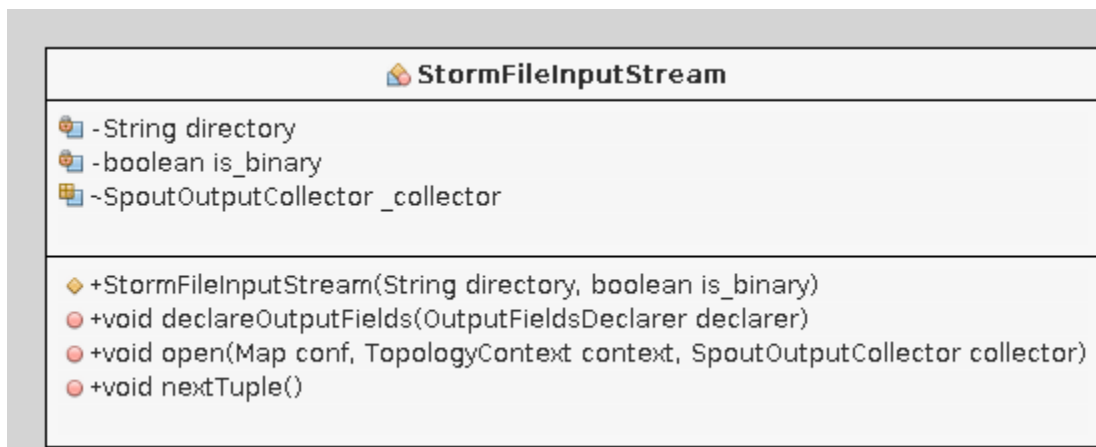 StormFileInputStream
-String directory
-boolean is_binary
~SpoutOutputCollector _collector
+StormFileInputStream(String directory, boolean is_binary)
+void declareOutputFields(OutputFieldsDeclarer declarer)
+void open(Map conf, TopologyContext context, SpoutOutputCollector collector)
+void nextTuple()